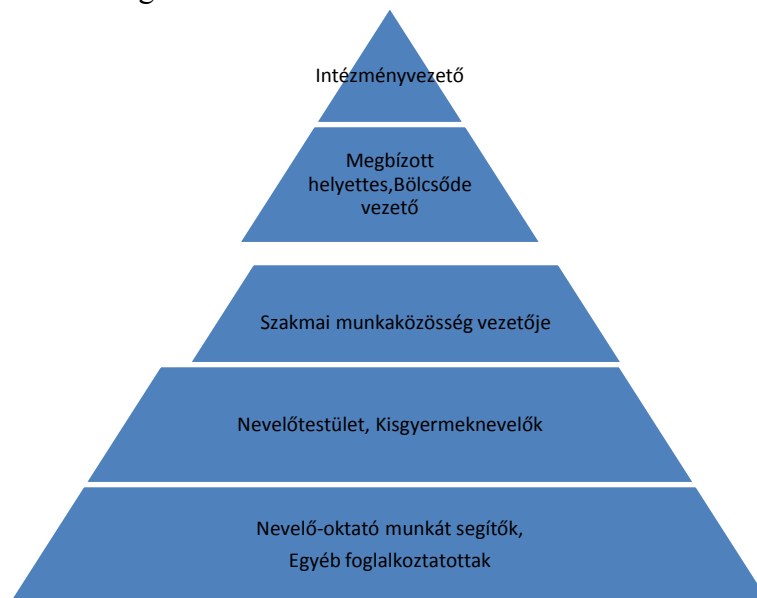 Intézményvezető
Megbízott
helyettes,Bölcsőde
vezető
Szakmai munkaközösség vezetője
Nevelőtestület, Kisgyermeknevelők
Nevelő-oktató munkát segítők,
Egyéb foglalkoztatottak